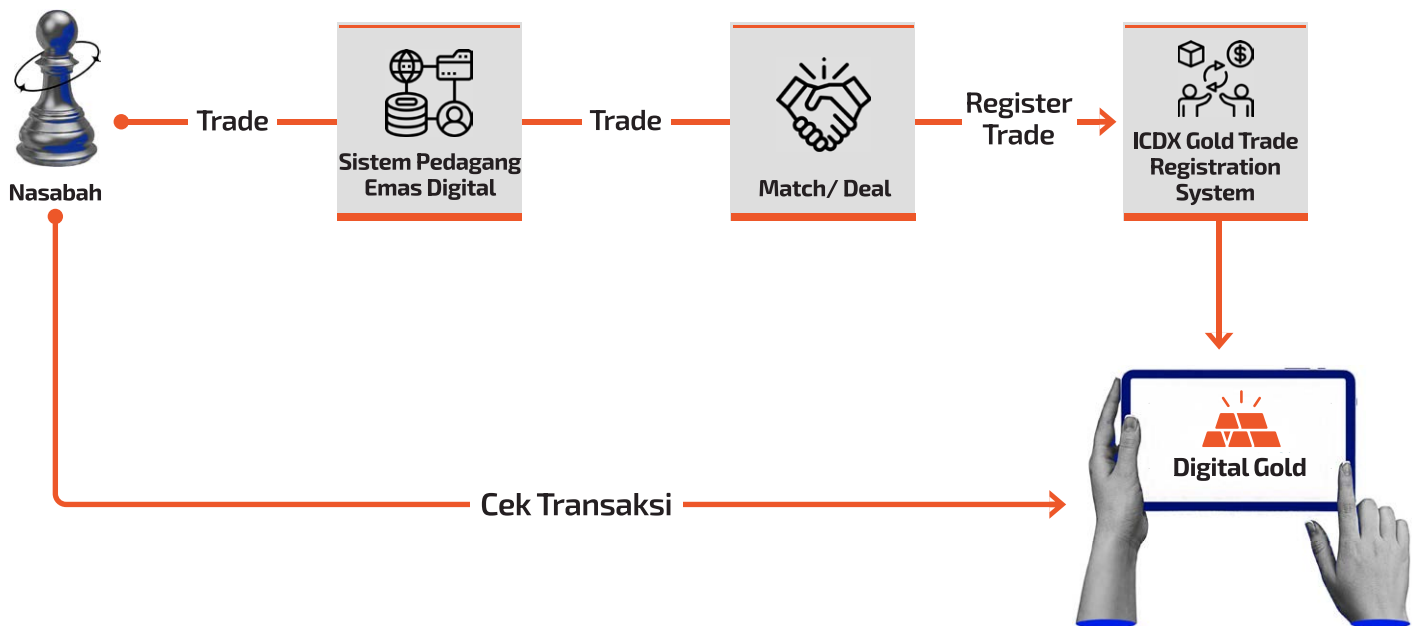 Nasabah
Trade
Sistem Pedagang
Emas Digital
Trade
Match/ Deal
Register
Trade
ICDX Gold Trade
Registration
System
Digital Gold
Cek Transaksi